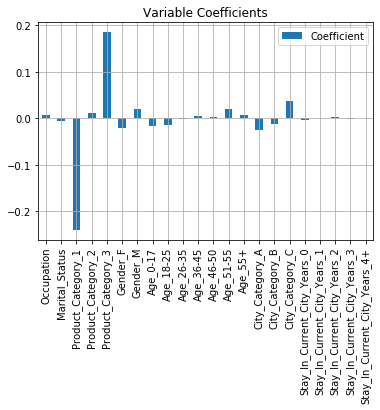 Variable Coefficients
Coefficient
0.2
0.1
0.0
−0.1
−0.2
Occupation
Marital_Status
Product_Category_1
Product_Category_2
Product_Category_3
Gender_F
Gender_M
Age_0-17
Age_18-25
Age_26-35
Age_36-45
Age_46-50
Age_51-55
Age_55+
City_Category_A
City_Category_B
City_Category_C
Stay_In_Current_City_Years_0
Stay_In_Current_City_Years_1
Stay_In_Current_City_Years_2
Stay_In_Current_City_Years_3
Stay_In_Current_City_Years_4+